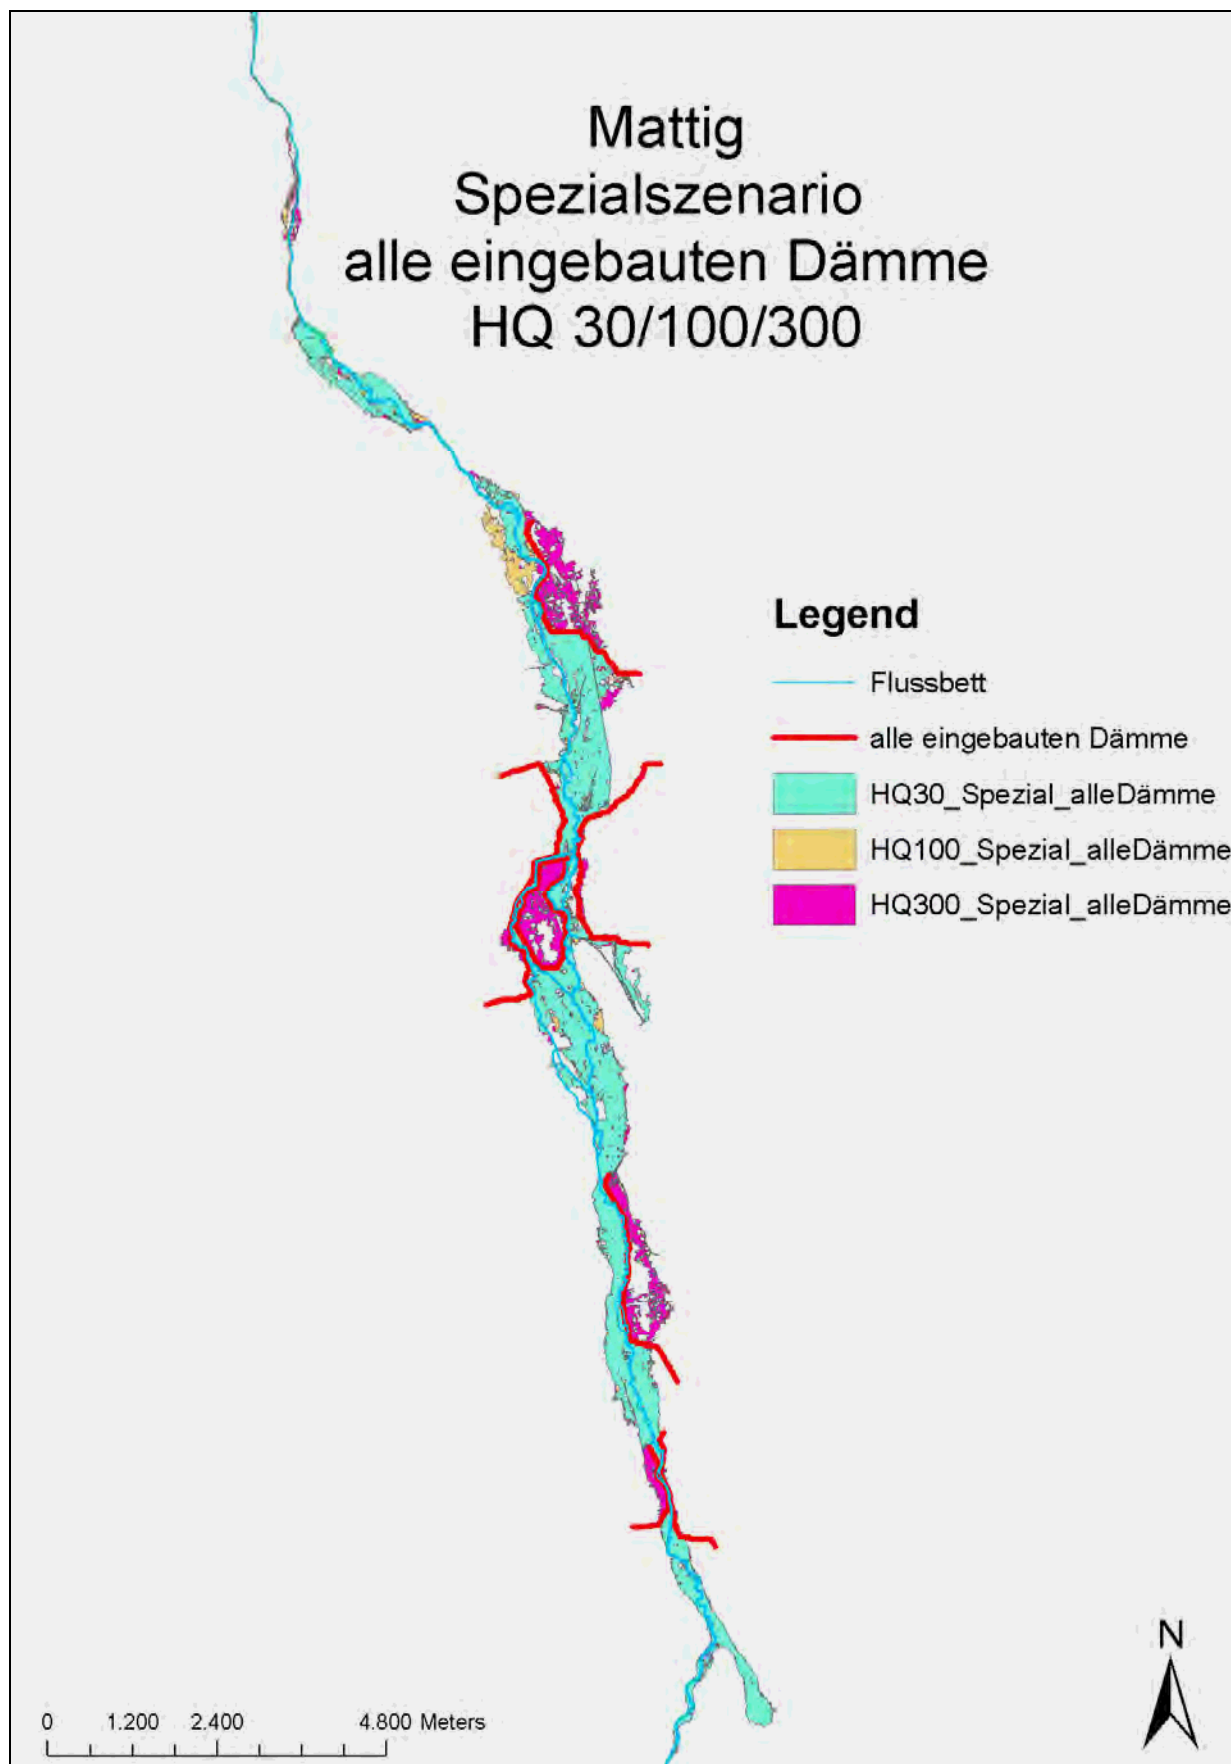 Mattig
Spezialszenario
alle eingebauten Dämme
HQ 30/100/300
Legend
Flussbett
alle eingebauten Dämme
HQ30_Spezial_alleDämme
HQ100_Spezial_alleDämme
HQ300_Spezial_alleDämme
N
0 1.200 2.400 4.800 Meters